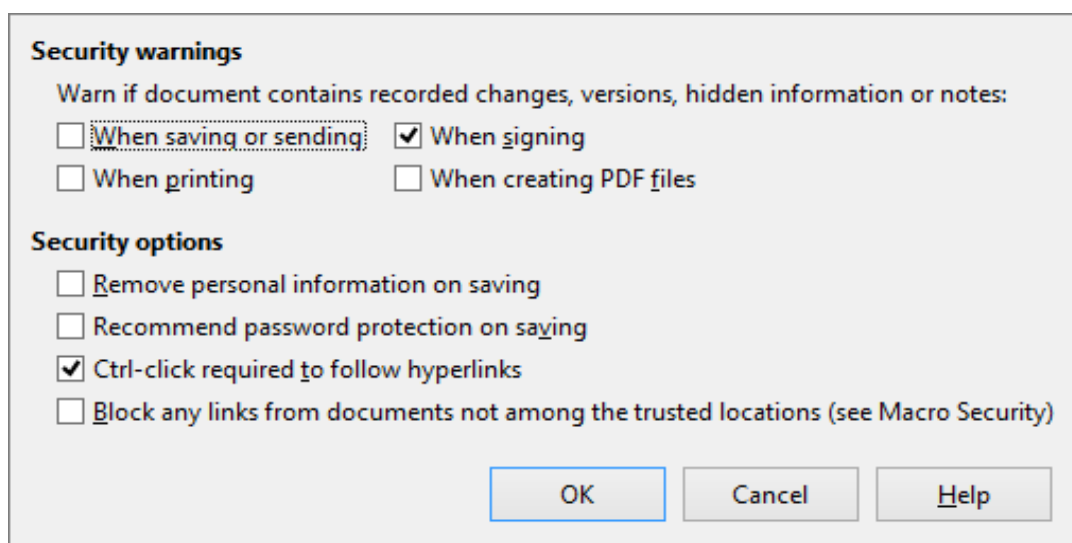 Security warnings
Warn if document contains recorded changes, versions, hidden information or notes:
When saving or sending When signing
When printing When creating PDF files
Security options
Remove personal information on saving
Recommend password protection on saving
Ctrl-click required to follow hyperlinks
Block any links from documents not among the trusted locations (see Macro Security)
OK Cancel Help